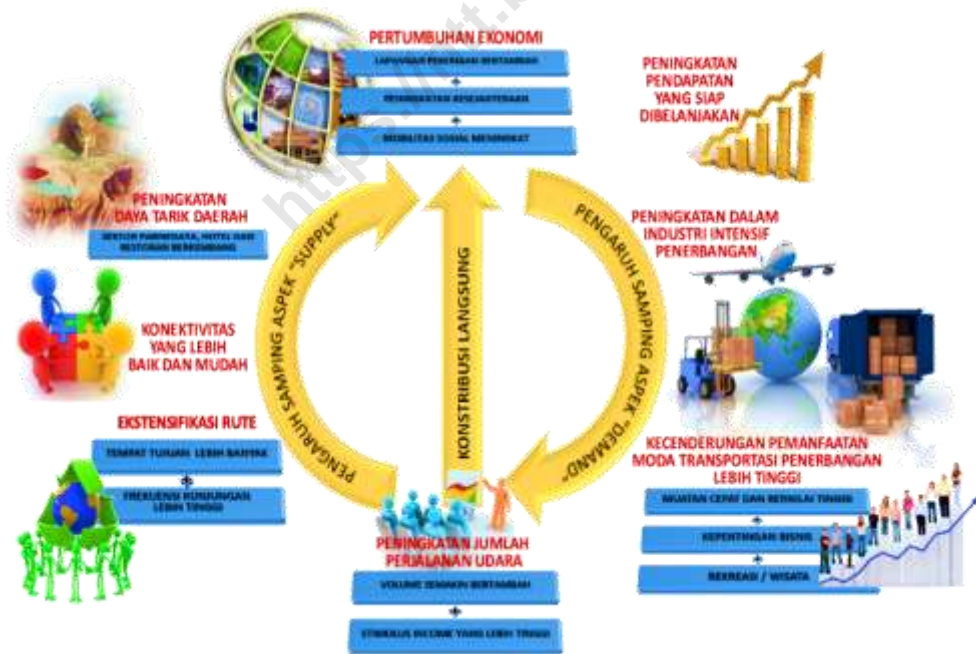 PERTUMBUHAN EKONOMI
LAPANGAN PEKERJAAN BERTAMBAH
+
PENINGKATAN KESEJAHTERAAN
+
MOBILITAS SOSIAL MENINGKAT
PENINGKATAN
PENDAPATAN
YANG SIAP
DIBELANJAKAN
PENINGKATAN
DAYA TARIK DAERAH
SEKTOR PARIWISATA, HOTEL DAN
RESTORAN BERKEMBANG
KONEKTIVITAS
YANG LEBIH
BAIK DAN MUDAH
EKSTENSIFIKASI RUTE
TEMPAT TUJUAN LEBIH BANYAK
+
FREKUENSI KUNJUNGAN
LEBIH TINGGI
PENGARUH SAMPING ASPEK "SUPPLY"
KONSTRIBUSI LANGSUNG
PENGARUH SAMPING ASPEK "DEMAND"
PENINGKATAN DALAM
INDUSTRI INTENSIF
PENERBANGAN
KECENDERUNGAN PEMANFAATAN
MODA TRANSPORTASI PENERBANGAN
LEBIH TINGGI
MUATAN CEPAT DAN BERNILAI TINGGI
+
KEPENTINGAN BISNIS
+
REKREASI / WISATA
PENINGKATAN JUMLAH
PERJALANAN UDARA
VOLUME SEMAKIN BERTAMBAH
+
STIMULUS INCOME YANG LEBIH TINGGI
https://ntt.b